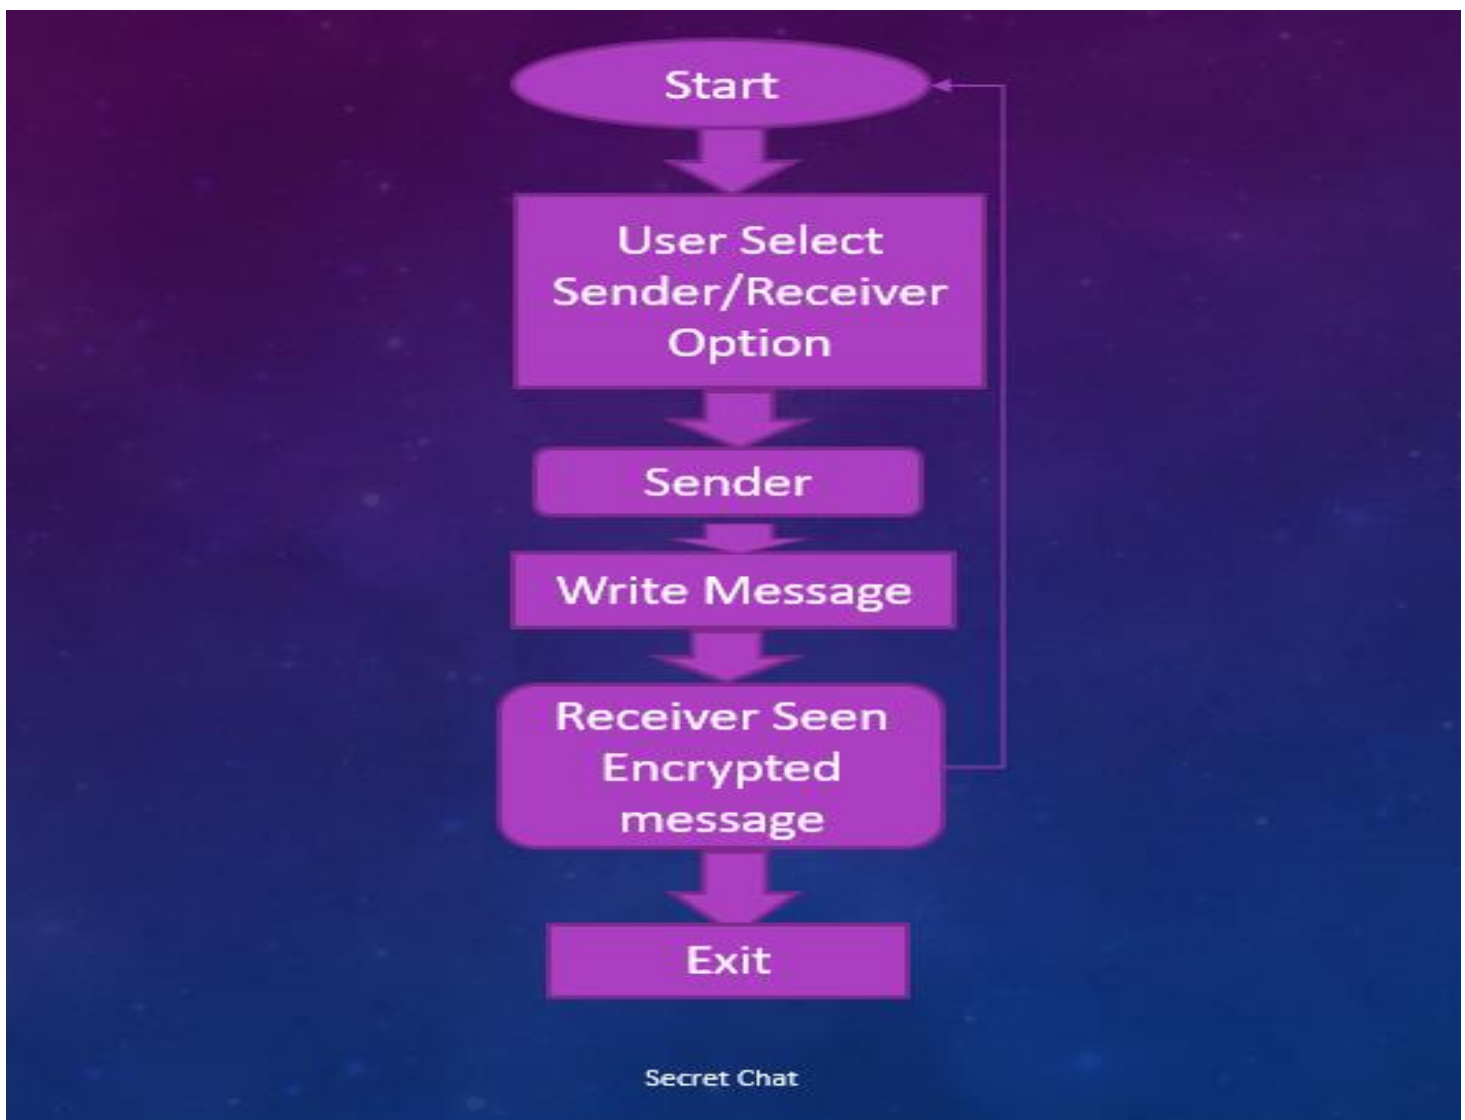 Start
User Select
Sender/Receiver
Option
Sender
Write Message
Receiver Seen
Encrypted
message
Exit
Secret Chat